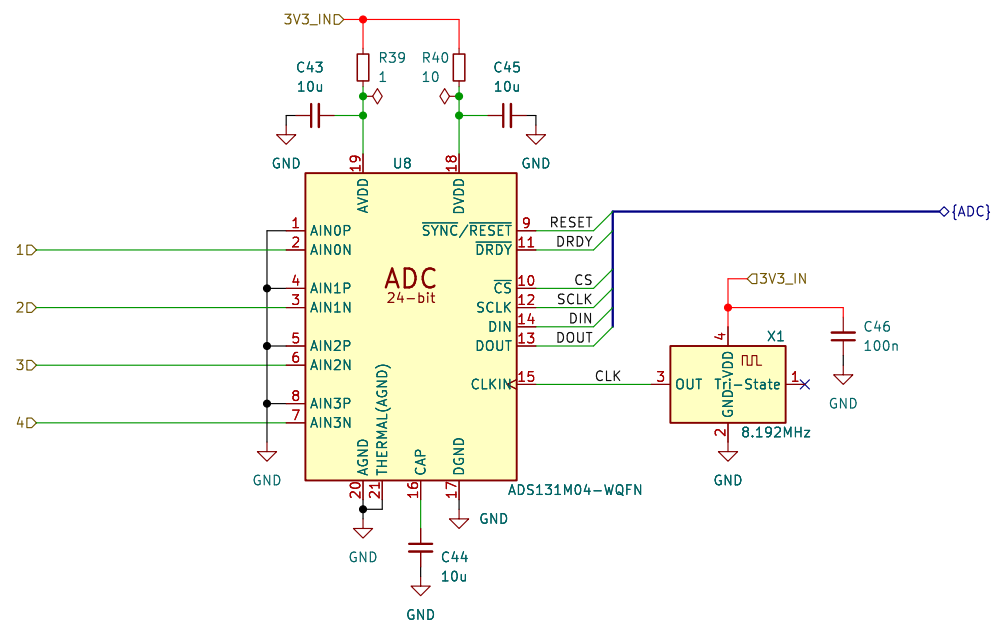 3V3_IN
R39
1
R40
10
C43
10u
C45
10u
GND
GND
19
18
U8
AVDD
DVDD
1
AIN0P
2
AIN0N
4
AIN1P
3
AIN1N
5
AIN2P
6
AIN2N
8
AIN3P
7
AIN3N
1
2
3
4
GND
ADC
24-bit
SYNC/RESET
9
RESET
DRDY
11
DRDY
CS
10
CS
SCLK
12
SCLK
DIN
14
DIN
DOUT
13
DOUT
CLKIN
15
CLK
{ADC}
AGND
THERMAL(AGND)
CAP
DGND
20
21
16
17
ADS131M04-WQFN
GND
GND
C44
10u
GND
3V3_IN
C46
100n
GND
X1
4
VDD
3
OUT
Tri-State
1
GND
2
8.192MHz
GND